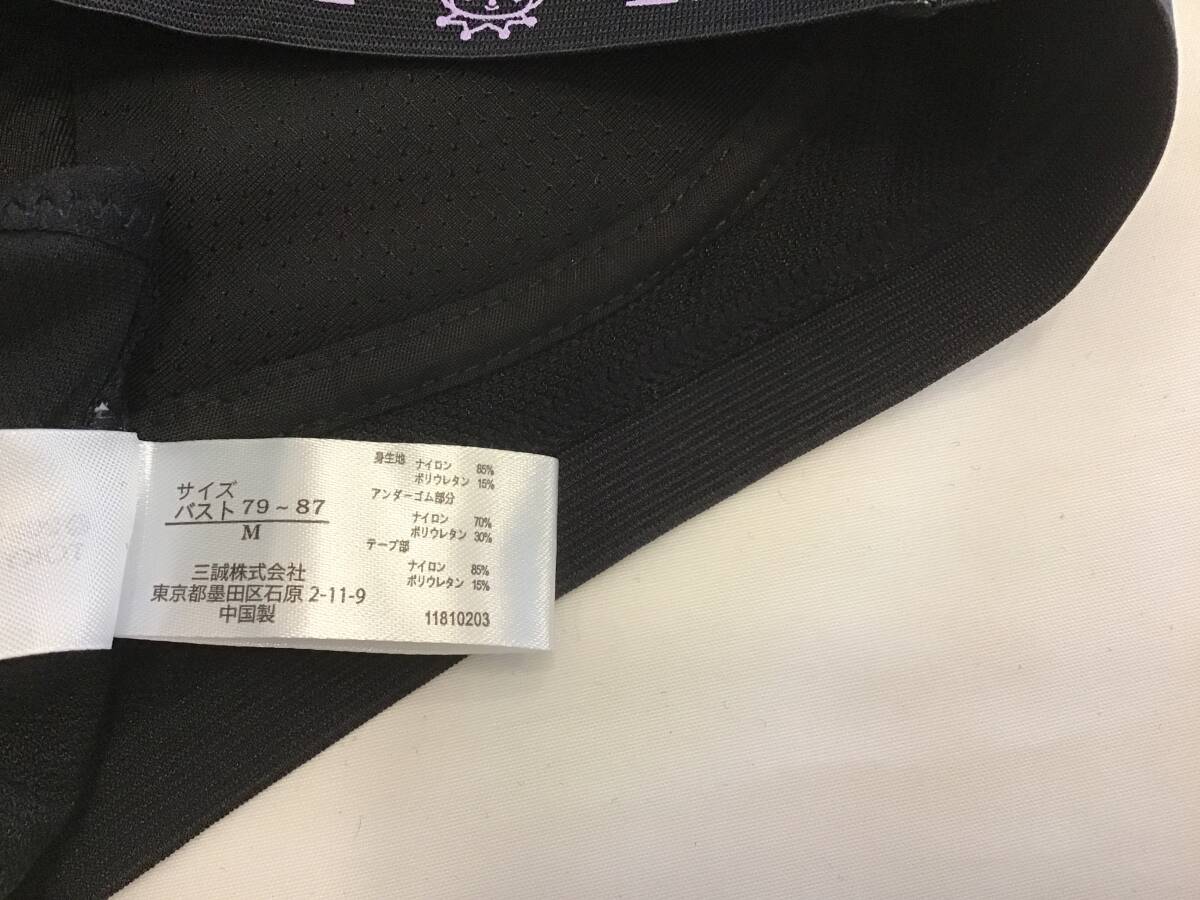 サイズ
バスト 79～87
M
三誠株式会社
東京都墨田区石原 2-11-9
中国製
身生地 ナイロン 85%
ポリウレタン 15%
アンダーゴム部分
ナイロン 70%
ポリウレタン 30%
テープ部
ナイロン 85%
ポリウレタン 15%
11810203